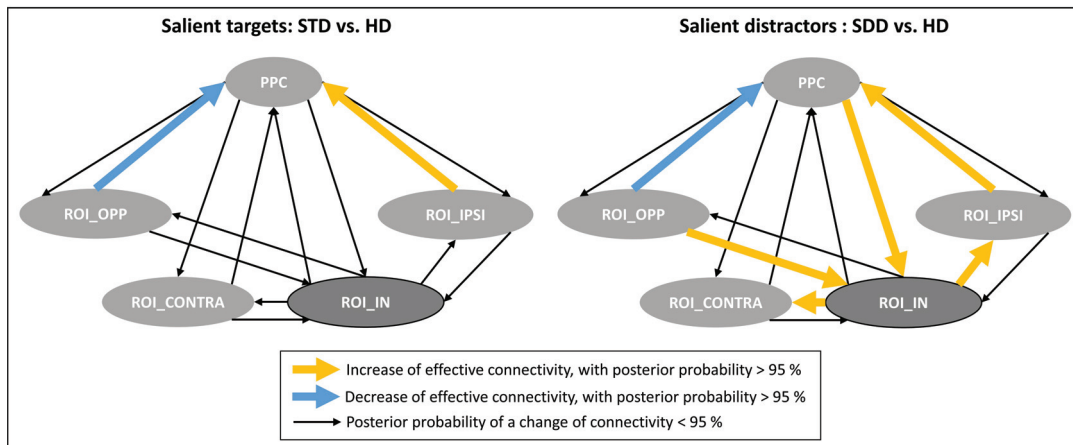 Salient targets: STD vs. HD
PPC
ROI_OPP
ROI_IPSI
ROI_CONTRA
ROI_IN
Salient distractors : SDD vs. HD
PPC
ROI_OPP
ROI_IPSI
ROI_CONTRA
ROI_IN
Increase of effective connectivity, with posterior probability > 95 %
Decrease of effective connectivity, with posterior probability > 95 %
Posterior probability of a change of connectivity < 95 %